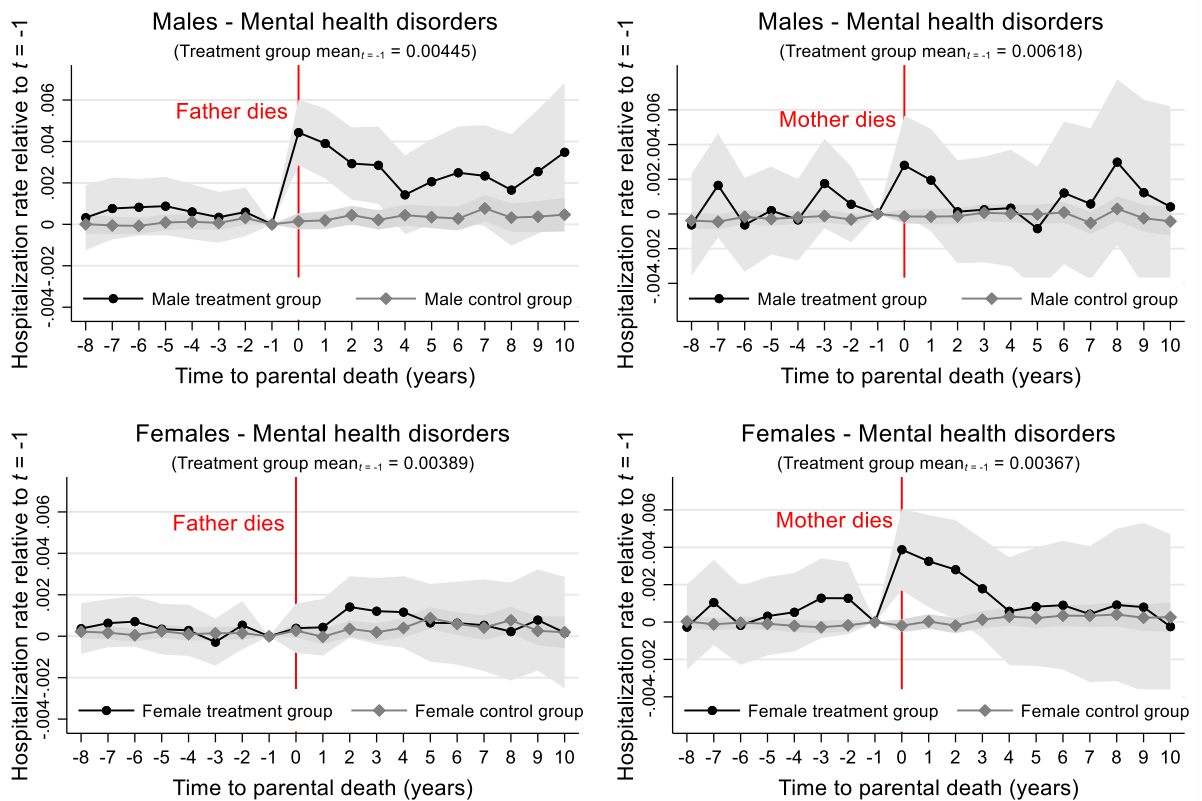 Males - Mental health disorders
(Treatment group mean t = -1 = 0.00445)
Hospitalization rate relative to t = -1
.006
.004
.002
0
-.002
-.004
Father dies
Male treatment group
Male control group
-8 -7 -6 -5 -4 -3 -2 -1 0 1 2 3 4 5 6 7 8 9 10
Time to parental death (years)
Males - Mental health disorders
(Treatment group mean t = -1 = 0.00618)
Hospitalization rate relative to t = -1
.006
.004
.002
0
-.002
-.004
Mother dies
Male treatment group
Male control group
-8 -7 -6 -5 -4 -3 -2 -1 0 1 2 3 4 5 6 7 8 9 10
Time to parental death (years)
Females - Mental health disorders
(Treatment group mean t = -1 = 0.00389)
Hospitalization rate relative to t = -1
.006
.004
.002
0
-.002
-.004
Father dies
Female treatment group
Female control group
-8 -7 -6 -5 -4 -3 -2 -1 0 1 2 3 4 5 6 7 8 9 10
Time to parental death (years)
Females - Mental health disorders
(Treatment group mean t = -1 = 0.00367)
Hospitalization rate relative to t = -1
.006
.004
.002
0
-.002
-.004
Mother dies
Female treatment group
Female control group
-8 -7 -6 -5 -4 -3 -2 -1 0 1 2 3 4 5 6 7 8 9 10
Time to parental death (years)